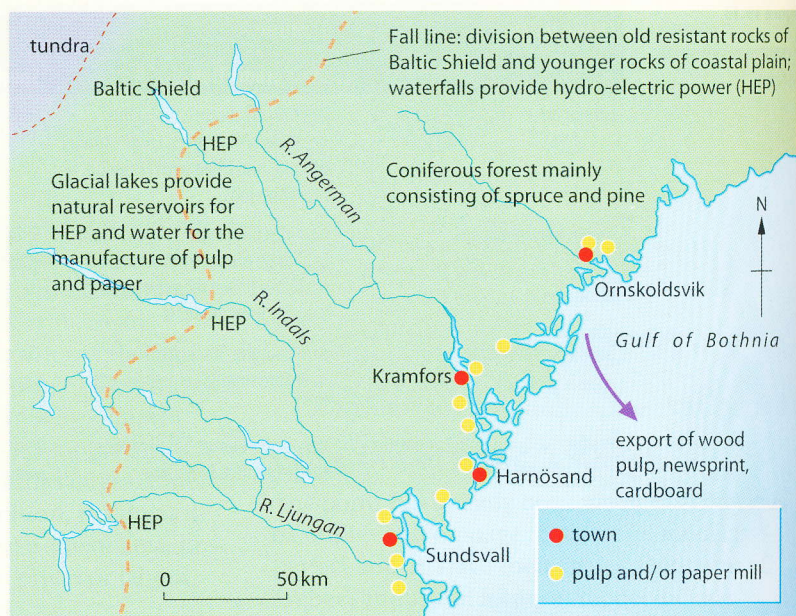 tundra
Fall line: division between old resistant rocks of
Baltic Shield and younger rocks of coastal plain;
waterfalls provide hydro-electric power (HEP)
Baltic Shield
HEP
R. Angerman
Glacial lakes provide
natural reservoirs for
HEP and water for the
manufacture of pulp
and paper
Coniferous forest mainly
consisting of spruce and pine
N
Ornskoldsvik
R. Indals
HEP
Gulf of Bothnia
Kramfors
export of wood
pulp, newsprint,
cardboard
Harnösand
HEP
R. Ljungan
Sundsvall
town
pulp and/or paper mill
0 50 km